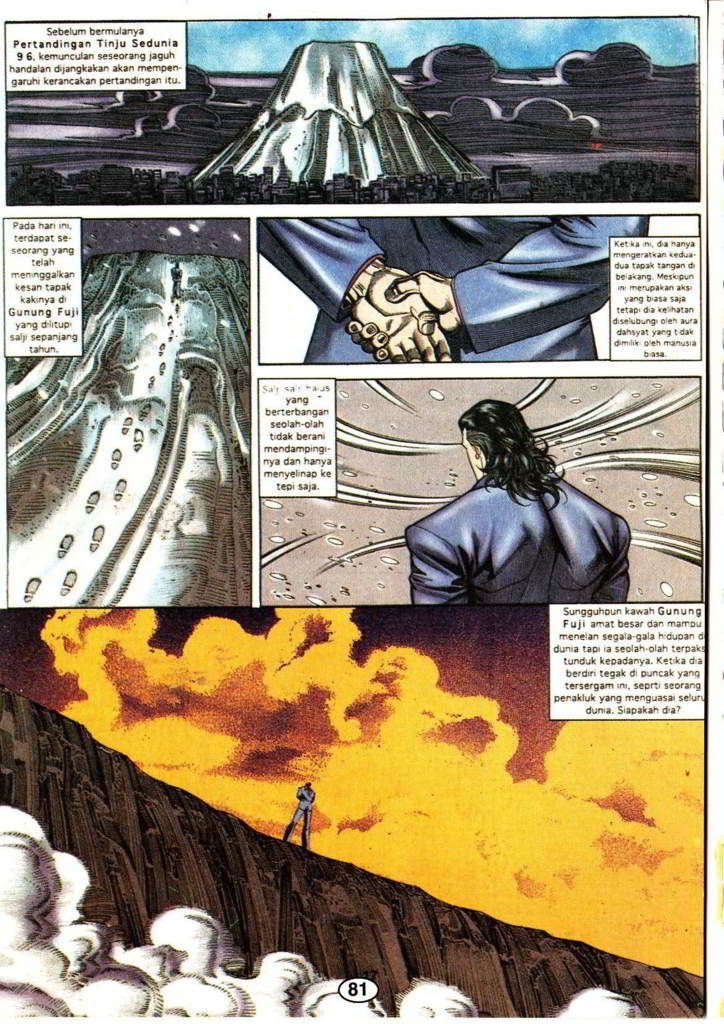 Sebelum bermulanya
Pertandingan Tinju Sedunia
96, kemunculan seseorang jaguh
handalan dijangkakan akan mempen-
garuhi kerancakan pertandingan itu.
Pada hari ini,
terdapat se-
seorang yang
telah
meninggalkan
kesan tapak
kakinya di
Gunung Fuji
yang dilitupi
salji sepanjang
tahun.
Ketika ini, dia hanya
mengeratkan kedua-
dua tapak tangan di
belakang. Meskipun
ini merupakan aksi
yang biasa saja
tetapi dia kelihatan
diselubungi oleh aura
dahsyat yang tidak
dimiliki oleh manusia
biasa.
Salji salji halus
yang
berterbangan
seolah-olah
tidak berani
mendampingi-
nya dan hanya
menyelinap ke
tepi saja.
Sungguhpun kawah Gunung
Fuji amat besar dan mampu
menelan segala-gala hidupan di
dunia tapi ia seolah-olah terpaks
tunduk kepadanya. Ketika dia
berdiri tegak di puncak yang
tersergam ini, seprti seorang
penakluk yang menguasai seluru
dunia. Siapakah dia?
81